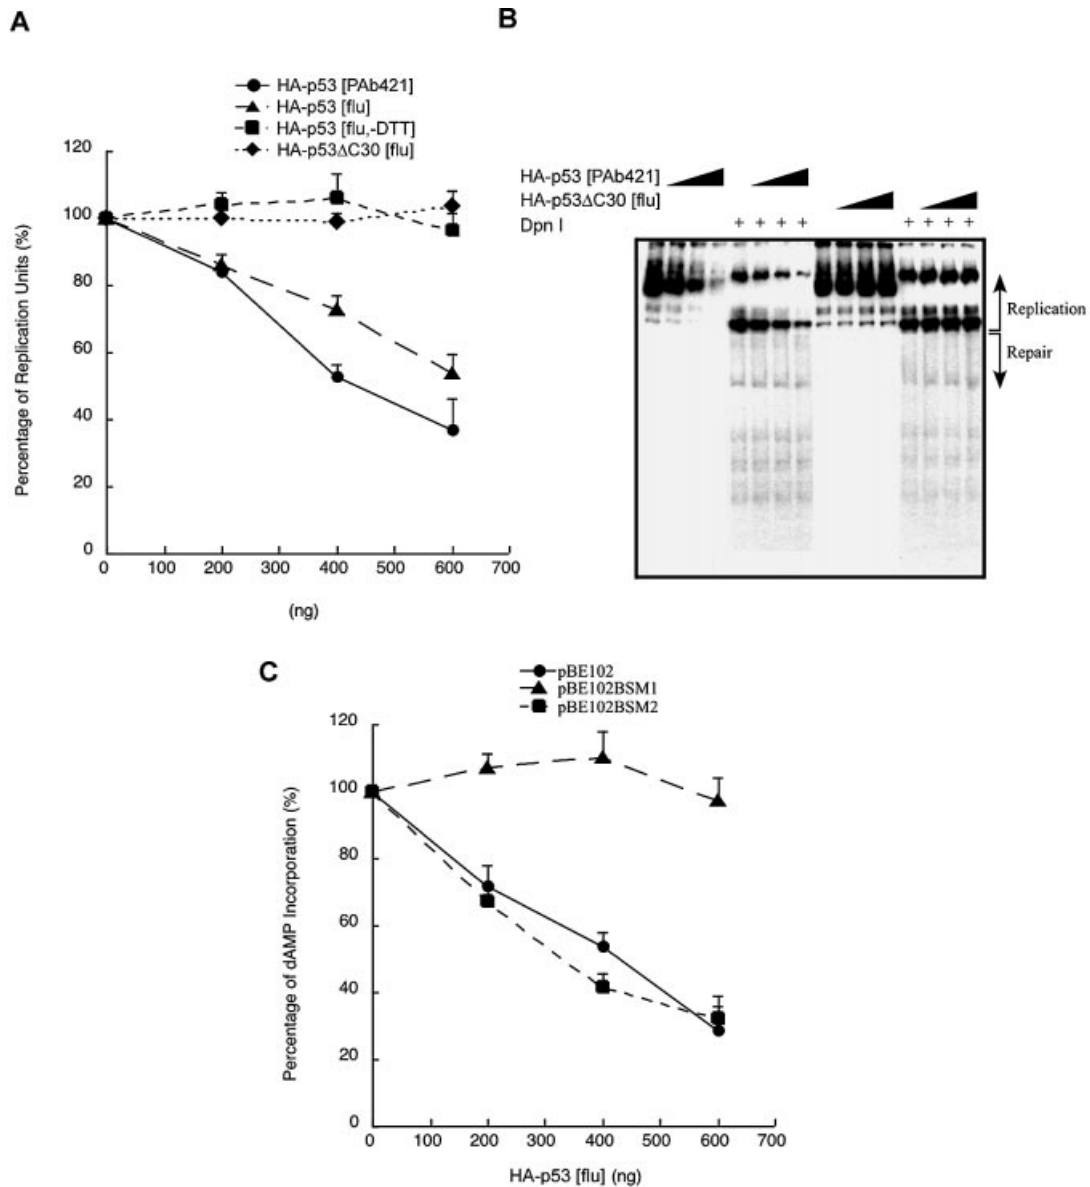 A
HA-p53 [PAb421]
HA-p53 [flu]
HA-p53 [flu,-DTT]
HA-p53ΔC30 [flu]
Percentage of Replication Units (%)
120
100
80
60
40
20
0
0 100 200 300 400 500 600 700
(ng)
B
HA-p53 [PAb421]
HA-p53ΔC30 [flu]
Dpn I + + + + + + + +
Replication
Repair
C
pBE102
pBE102BSM1
pBE102BSM2
Percentage of dAMP Incorporation (%)
120
100
80
60
40
20
0
0 100 200 300 400 500 600 700
HA-p53 [flu] (ng)